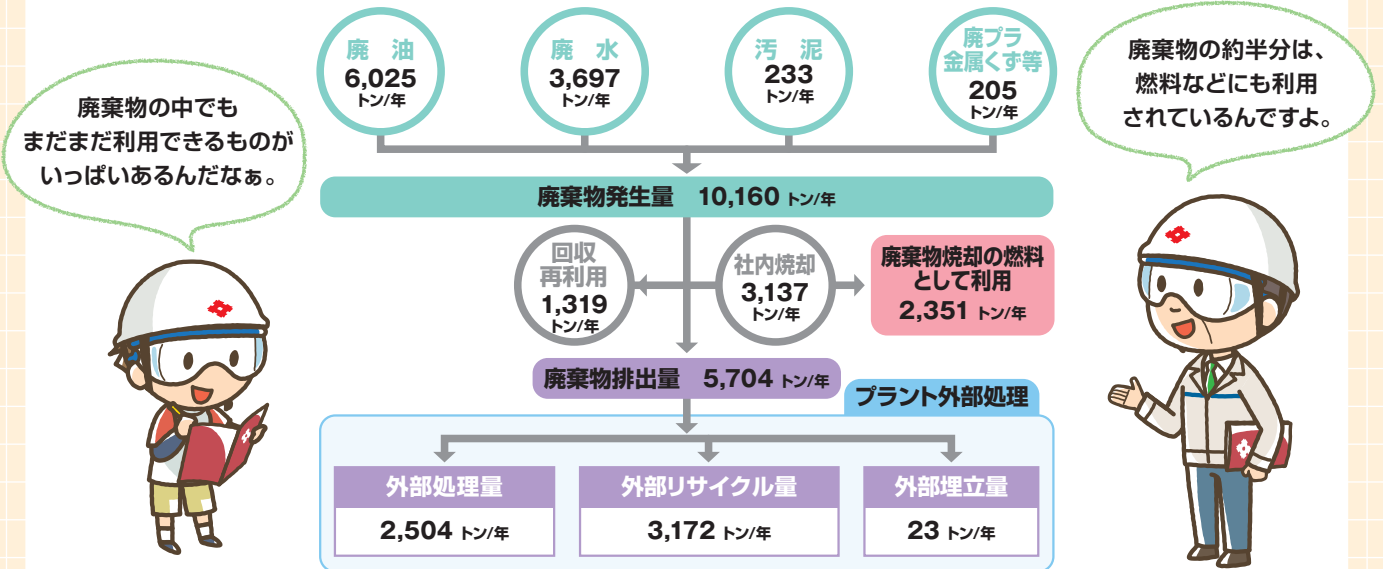 廃棄物の中でも
まだまだ利用できるものが
いっぱいあるんだなぁ。
廃油
6,025
トン/年
廃水
3,697
トン/年
汚泥
233
トン/年
廃プラ
金属くず等
205
トン/年
廃棄物の約半分は、
燃料などにも利用
されているんですよ。
廃棄物発生量 10,160 トン/年
回収
再利用
1,319
トン/年
社内焼却
3,137
トン/年
廃棄物焼却の燃料
として利用
2,351 トン/年
廃棄物排出量 5,704 トン/年
プラント外部処理
外部処理量
2,504 トン/年
外部リサイクル量
3,172 トン/年
外部埋立量
23 トン/年